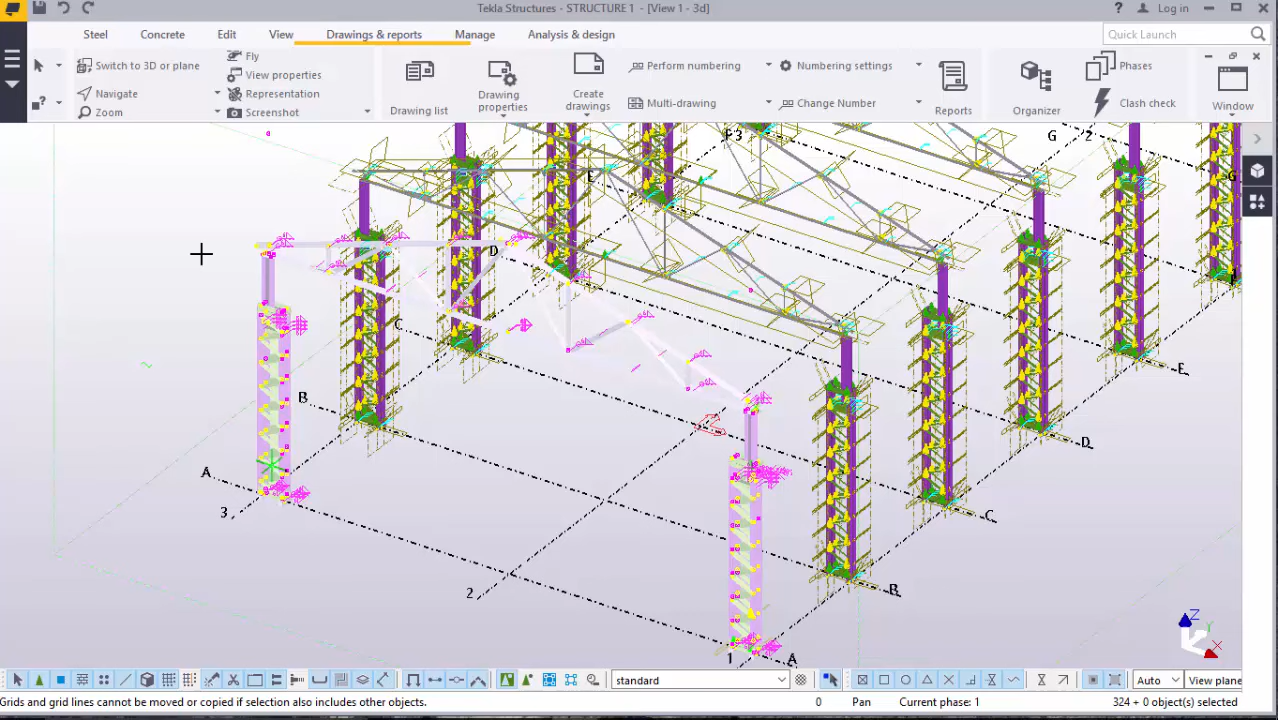 Tekla Structures - STRUCTURE 1 - [View 1 - 3d]
? Log in
Steel Concrete Edit View Drawings & reports Manage Analysis & design Quick Launch
Switch to 3D or plane
Navigate
Zoom
Fly
View properties
Representation
Screenshot
Drawing list
Drawing properties
Create drawings
Perform numbering
Multi-drawing
Numbering settings
Change Number
Reports
Organizer
Phases
Clash check
Window
F 3
G 2
E
G
D
C
B
A
3
2
1 A
B
C
D
E
F
Z
Y
X
standard
Auto
View plane
Grids and grid lines cannot be moved or copied if selection also includes other objects.
0
Pan
Current phase: 1
324 + 0 object(s) selected